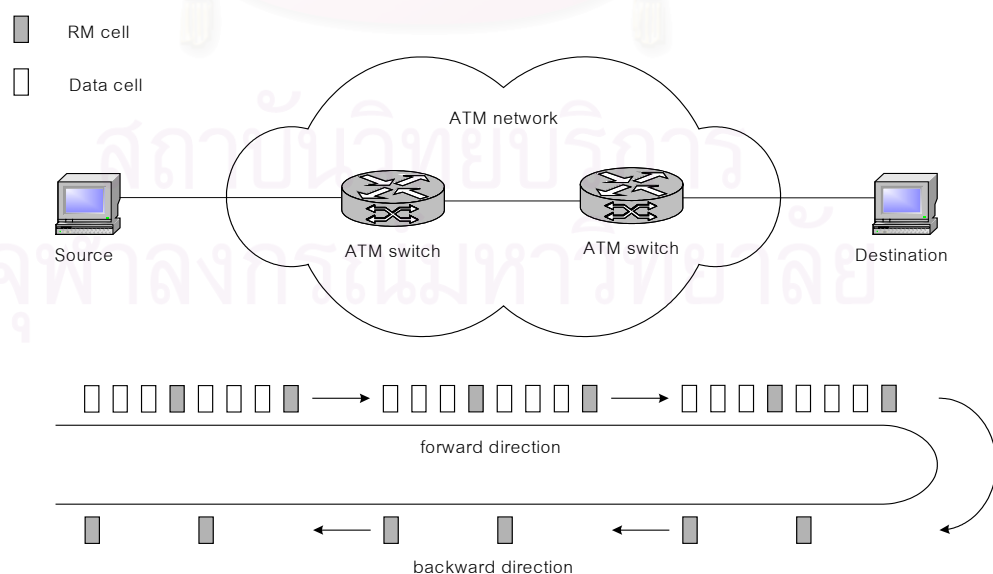 RM cell
Data cell
ATM network
สถาบันวิทยบริการ
จุฬาลงกรณ์มหาวิทยาลัย
Source
ATM switch
ATM switch
Destination
forward direction
backward direction